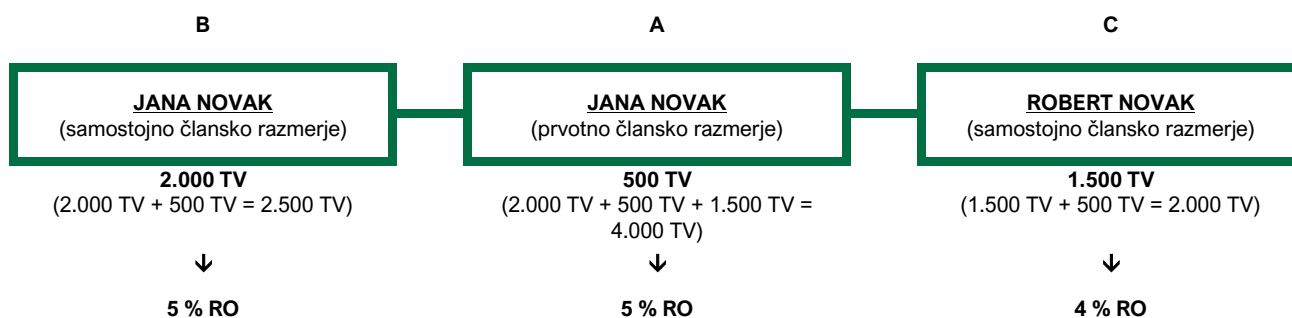 B
A
C
JANA NOVAK
(samostojno člansko razmerje)
JANA NOVAK
(prvotno člansko razmerje)
ROBERT NOVAK
(samostojno člansko razmerje)
2.000 TV
(2.000 TV + 500 TV = 2.500 TV)
500 TV
(2.000 TV + 500 TV + 1.500 TV =
4.000 TV)
1.500 TV
(1.500 TV + 500 TV = 2.000 TV)
5 % RO
5 % RO
4 % RO